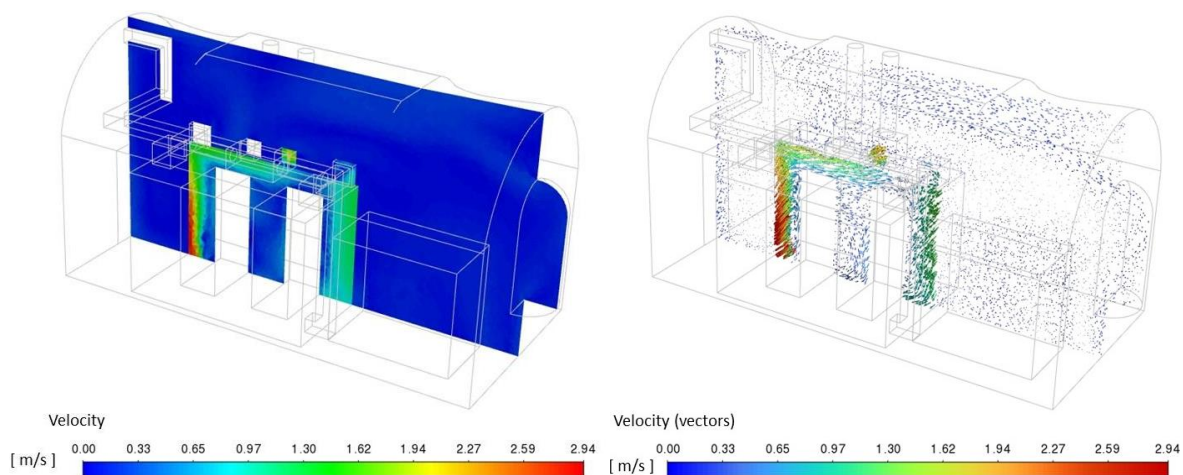 Velocity
[ m/s ] 0.00 0.33 0.65 0.97 1.30 1.62 1.94 2.27 2.59 2.94
Velocity (vectors)
[ m/s ] 0.00 0.33 0.65 0.97 1.30 1.62 1.94 2.27 2.59 2.94